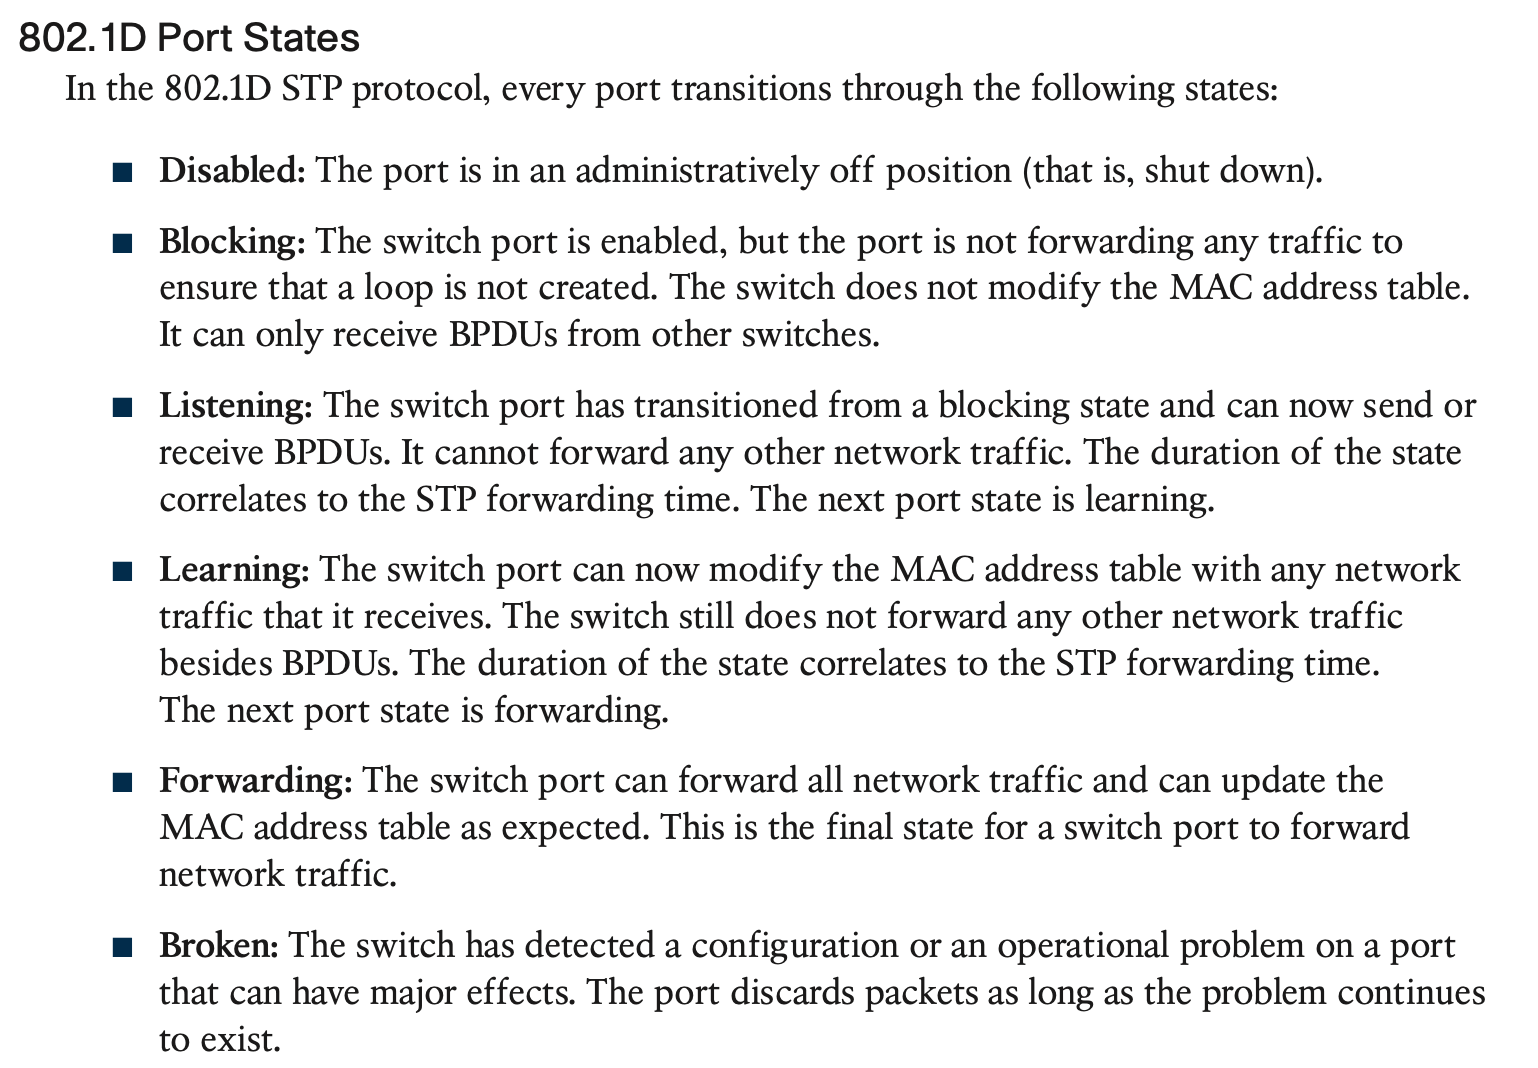 802.1D Port States
In the 802.1D STP protocol, every port transitions through the following states:
■ Disabled: The port is in an administratively off position (that is, shut down).
■ Blocking: The switch port is enabled, but the port is not forwarding any traffic to
ensure that a loop is not created. The switch does not modify the MAC address table.
It can only receive BPDUs from other switches.
■ Listening: The switch port has transitioned from a blocking state and can now send or
receive BPDUs. It cannot forward any other network traffic. The duration of the state
correlates to the STP forwarding time. The next port state is learning.
■ Learning: The switch port can now modify the MAC address table with any network
traffic that it receives. The switch still does not forward any other network traffic
besides BPDUs. The duration of the state correlates to the STP forwarding time.
The next port state is forwarding.
■ Forwarding: The switch port can forward all network traffic and can update the
MAC address table as expected. This is the final state for a switch port to forward
network traffic.
■ Broken: The switch has detected a configuration or an operational problem on a port
that can have major effects. The port discards packets as long as the problem continues
to exist.